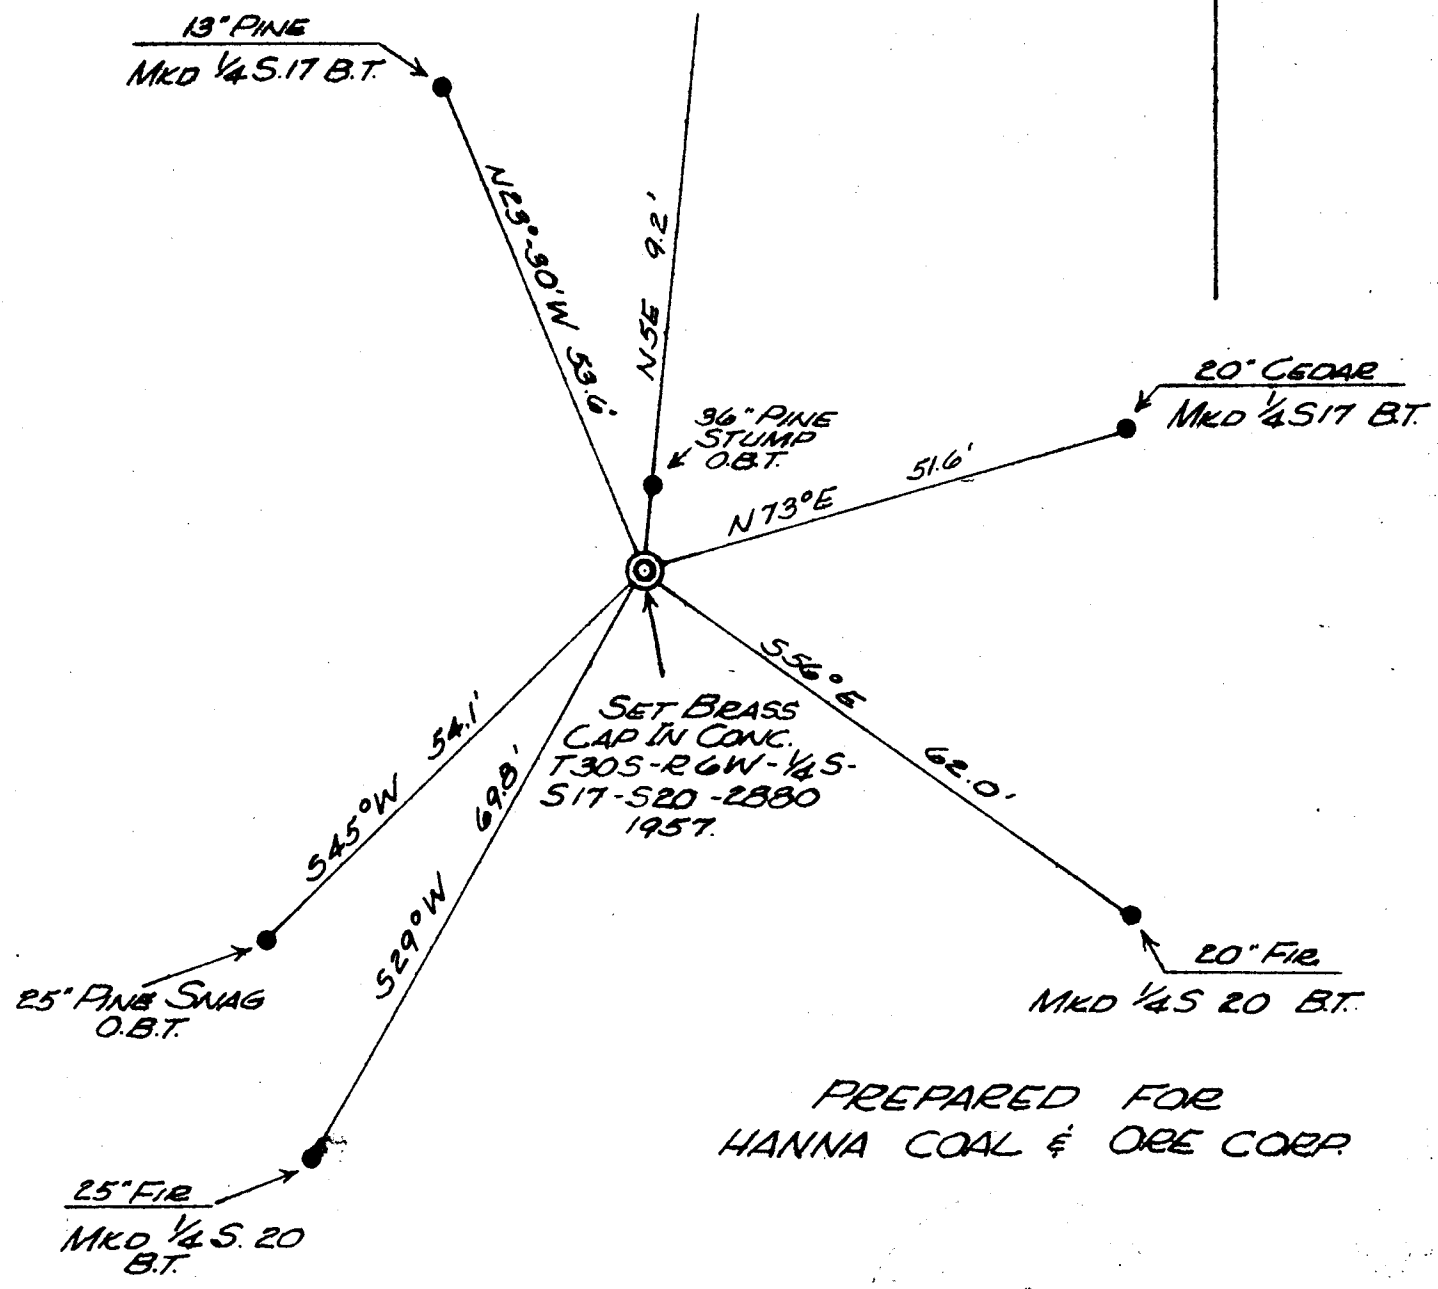 13" PINE
MKD 1/4 S.17 B.T.
N23°-30'W 53.6'
N5E 9.2'
36" PINE
STUMP
O.B.T.
20" CEDAR
MKD 1/4 S17 B.T.
N73°E 51.6'
S56°E 62.0'
SET BRASS
CAP IN CONC.
T30S-R6W-1/4S-
S17-S20-2880
1957.
S45°W 54.1'
S29°W 69.8'
25" PINE SNAG
O.B.T.
20" FIR
MKD 1/4S 20 B.T.
25" FIR
MKD 1/4 S. 20
B.T.
PREPARED FOR
HANNA COAL & ORE CORP.